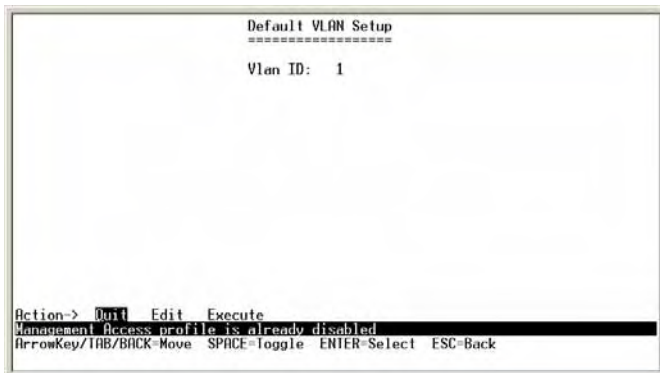 Default VLAN Setup
==================
Vlan ID: 1
Action-> Quit Edit Execute
Management Access profile is already disabled
ArrowKey/TAB/BACK=Move SPACE=Toggle ENTER=Select ESC=Back